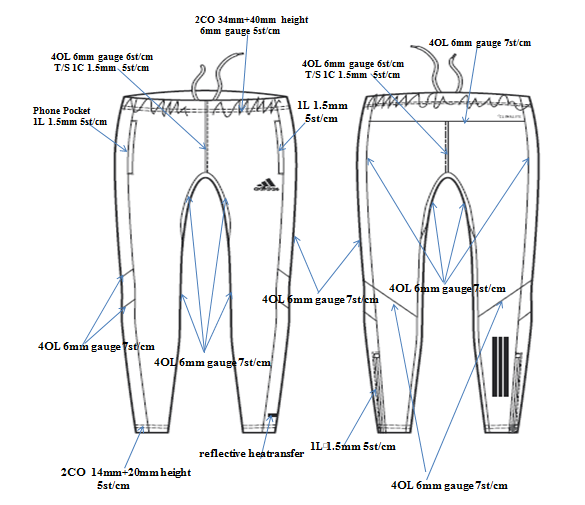 2CO 34mm+40mm height
6mm gauge 5st/cm
4OL 6mm gauge 7st/cm
4OL 6mm gauge 6st/cm
T/S 1C 1.5mm 5st/cm
4OL 6mm gauge 6st/cm
T/S 1C 1.5mm 5st/cm
Phone Pocket
1L 1.5mm 5st/cm
1L 1.5mm
5st/cm
adidas
4OL 6mm gauge 7st/cm
4OL 6mm gauge 7st/cm
4OL 6mm gauge 7st/cm
4OL 6mm gauge 7st/cm
reflective heatransfer
1L 1.5mm 5st/cm
2CO 14mm+20mm height
5st/cm
4OL 6mm gauge 7st/cm